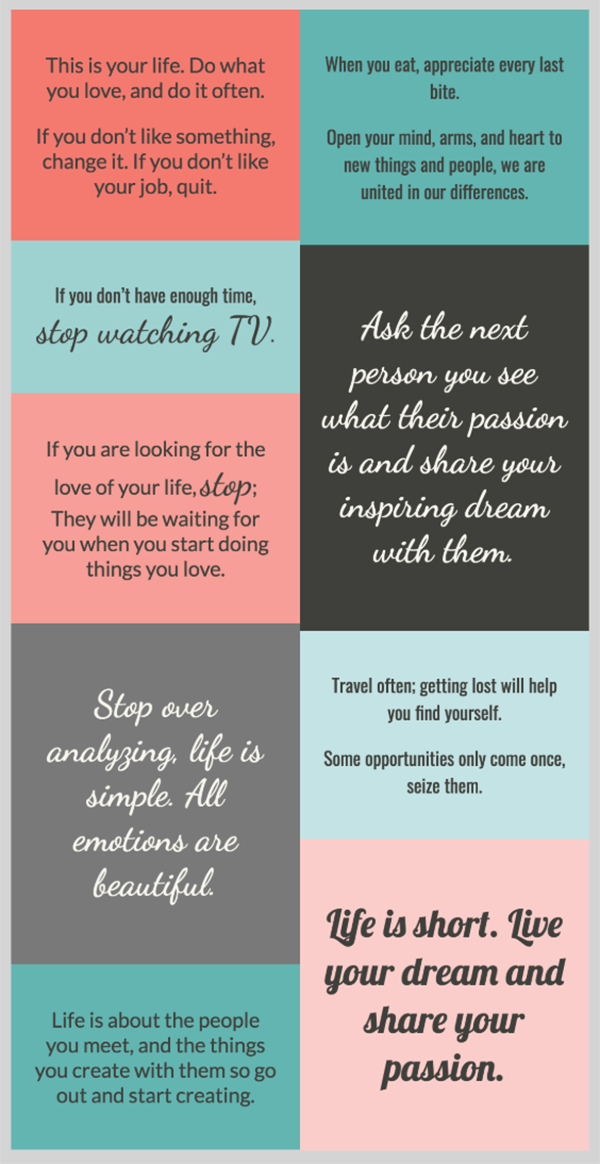 This is your life. Do what
you love, and do it often.
If you don't like something,
change it. If you don't like
your job, quit.
If you don't have enough time,
stop watching TV.
If you are looking for the
love of your life, stop;
They will be waiting for
you when you start doing
things you love.
Stop over
analyzing, life is
simple. All
emotions are
beautiful.
Life is about the people
you meet, and the things
you create with them so go
out and start creating.
When you eat, appreciate every last
bite.
Open your mind, arms, and heart to
new things and people, we are
united in our differences.
Ask the next
person you see
what their passion
is and share your
inspiring dream
with them.
Travel often; getting lost will help
you find yourself.
Some opportunities only come once,
seize them.
Life is short. Live
your dream and
share your
passion.